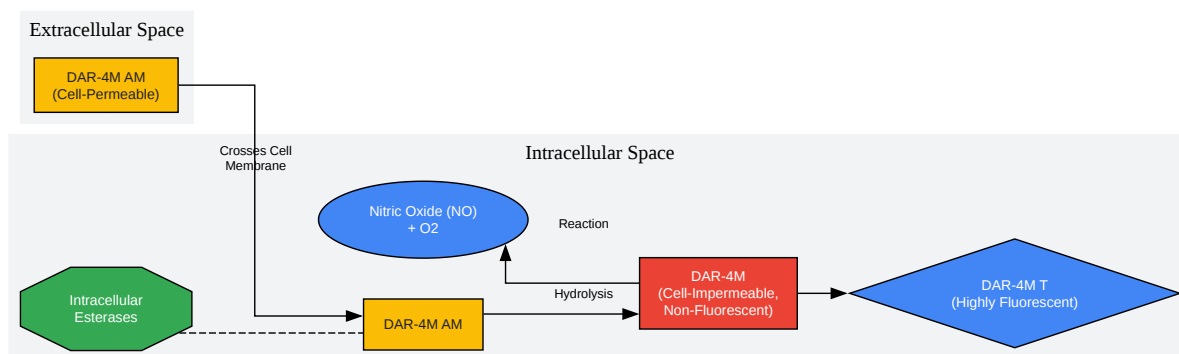 Extracellular Space
DAR-4M AM
(Cell-Permeable)
Crosses Cell
Membrane
Intracellular Space
Nitric Oxide (NO)
+ O2
Reaction
Hydrolysis
DAR-4M
(Cell-Impermeable,
Non-Fluorescent)
DAR-4M T
(Highly Fluorescent)
Intracellular
Esterases
DAR-4M AM